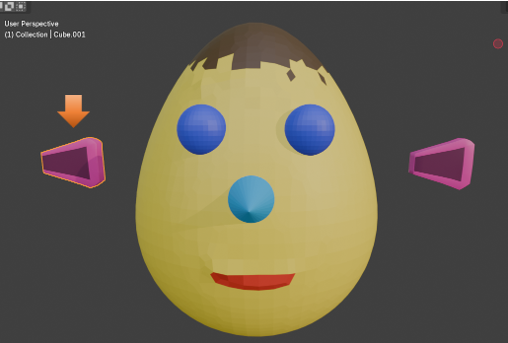 User Perspective
(1) Collection | Cube.001